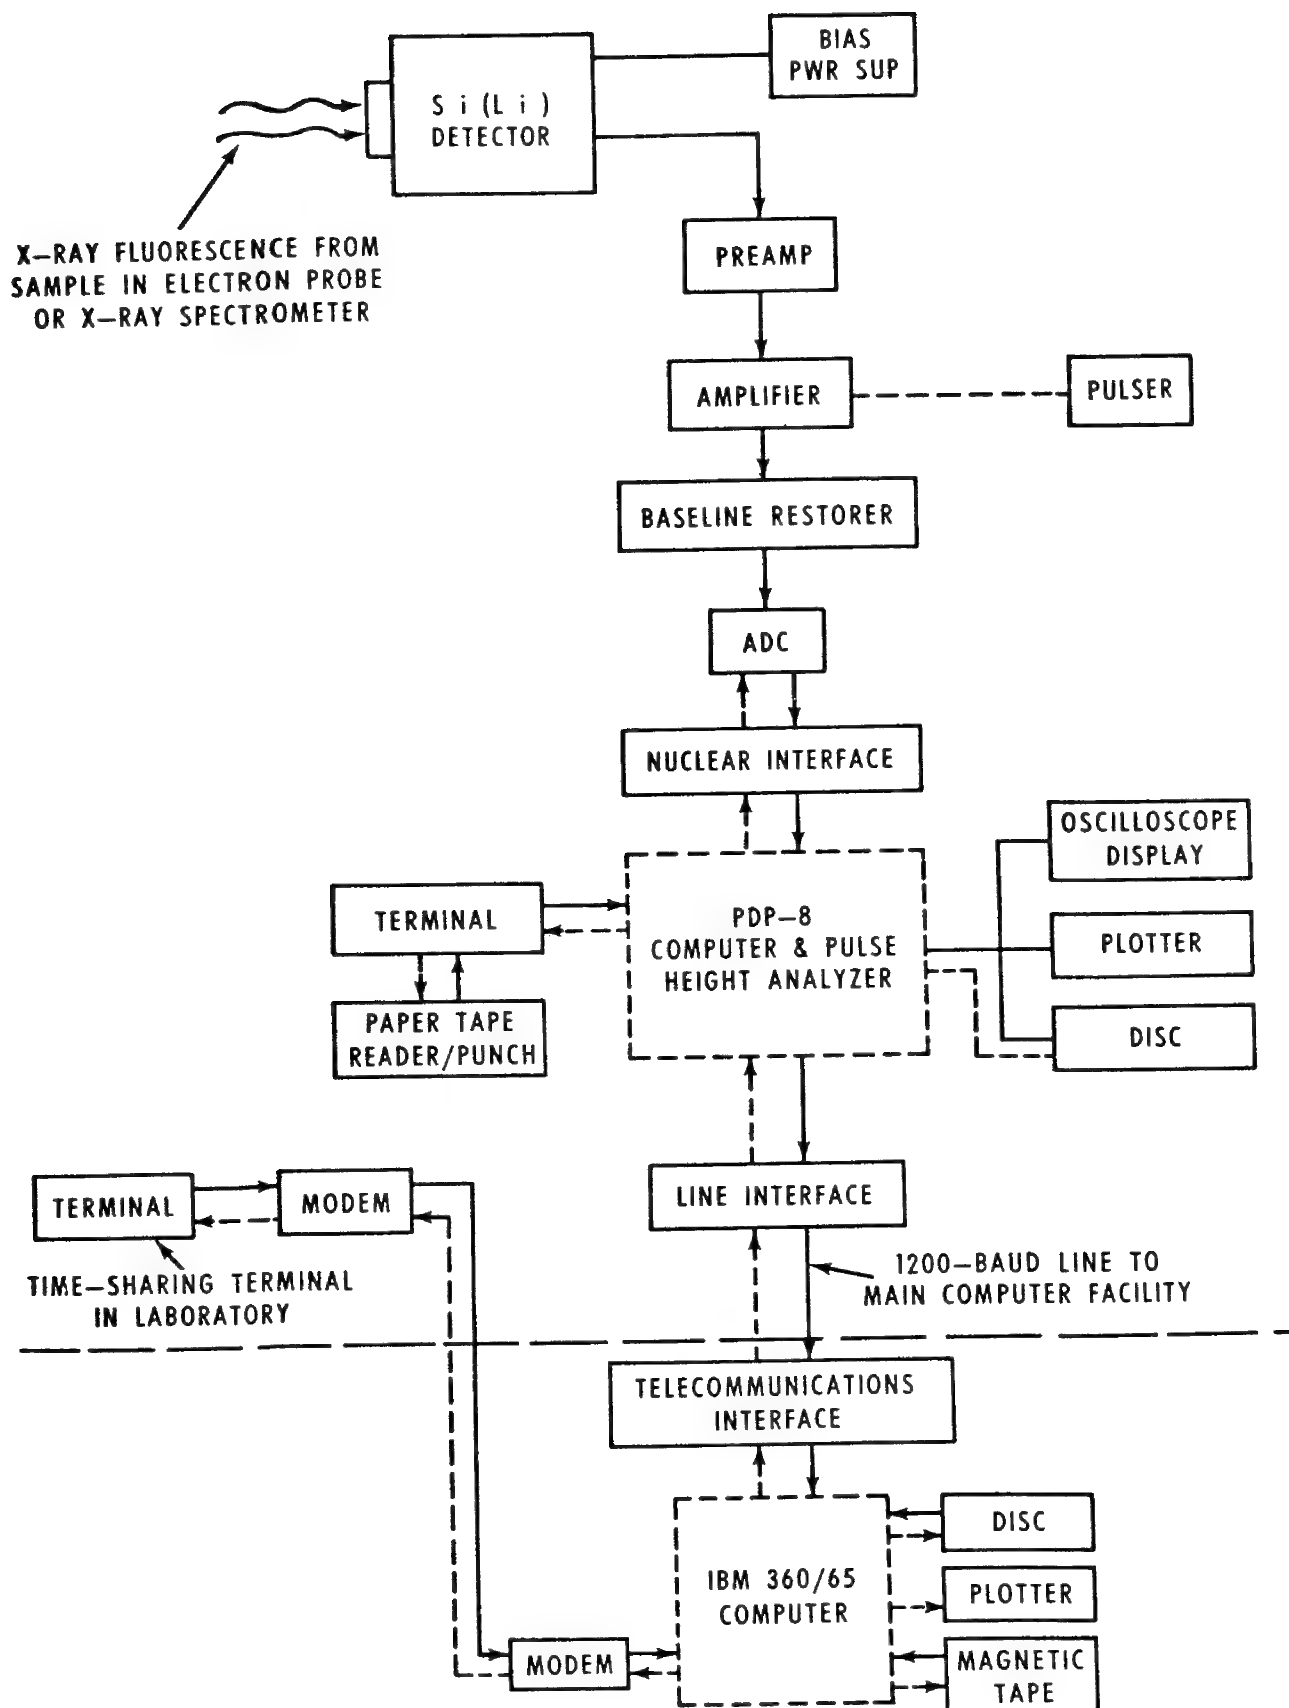 BIAS
PWR SUP
Si(Li)
DETECTOR
X-RAY FLUORESCENCE FROM
SAMPLE IN ELECTRON PROBE
OR X-RAY SPECTROMETER
PREAMP
AMPLIFIER
PULSER
BASELINE RESTORER
ADC
NUCLEAR INTERFACE
OSCILLOSCOPE
DISPLAY
TERMINAL
PDP-8
COMPUTER & PULSE
HEIGHT ANALYZER
PLOTTER
PAPER TAPE
READER/PUNCH
DISC
TERMINAL
MODEM
LINE INTERFACE
TIME-SHARING TERMINAL
IN LABORATORY
1200-BAUD LINE TO
MAIN COMPUTER FACILITY
TELECOMMUNICATIONS
INTERFACE
DISC
IBM 360/65
COMPUTER
PLOTTER
MODEM
MAGNETIC
TAPE